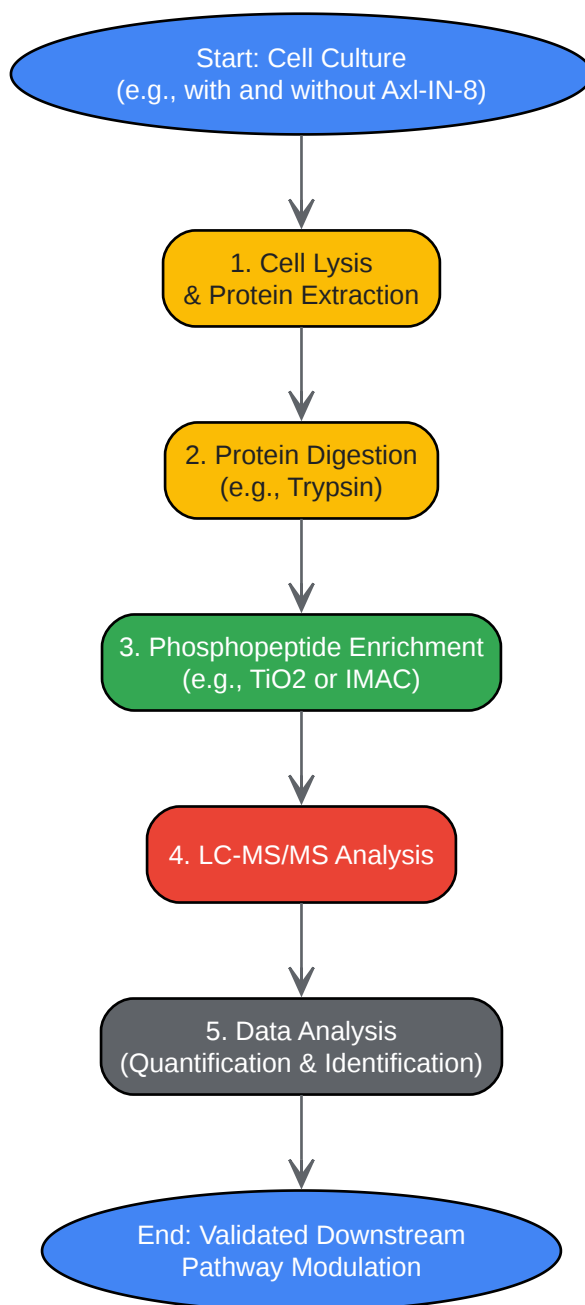 Start: Cell Culture
(e.g., with and without Axl-IN-8)
1. Cell Lysis
& Protein Extraction
2. Protein Digestion
(e.g., Trypsin)
3. Phosphopeptide Enrichment
(e.g., TiO2 or IMAC)
4. LC-MS/MS Analysis
5. Data Analysis
(Quantification & Identification)
End: Validated Downstream
Pathway Modulation